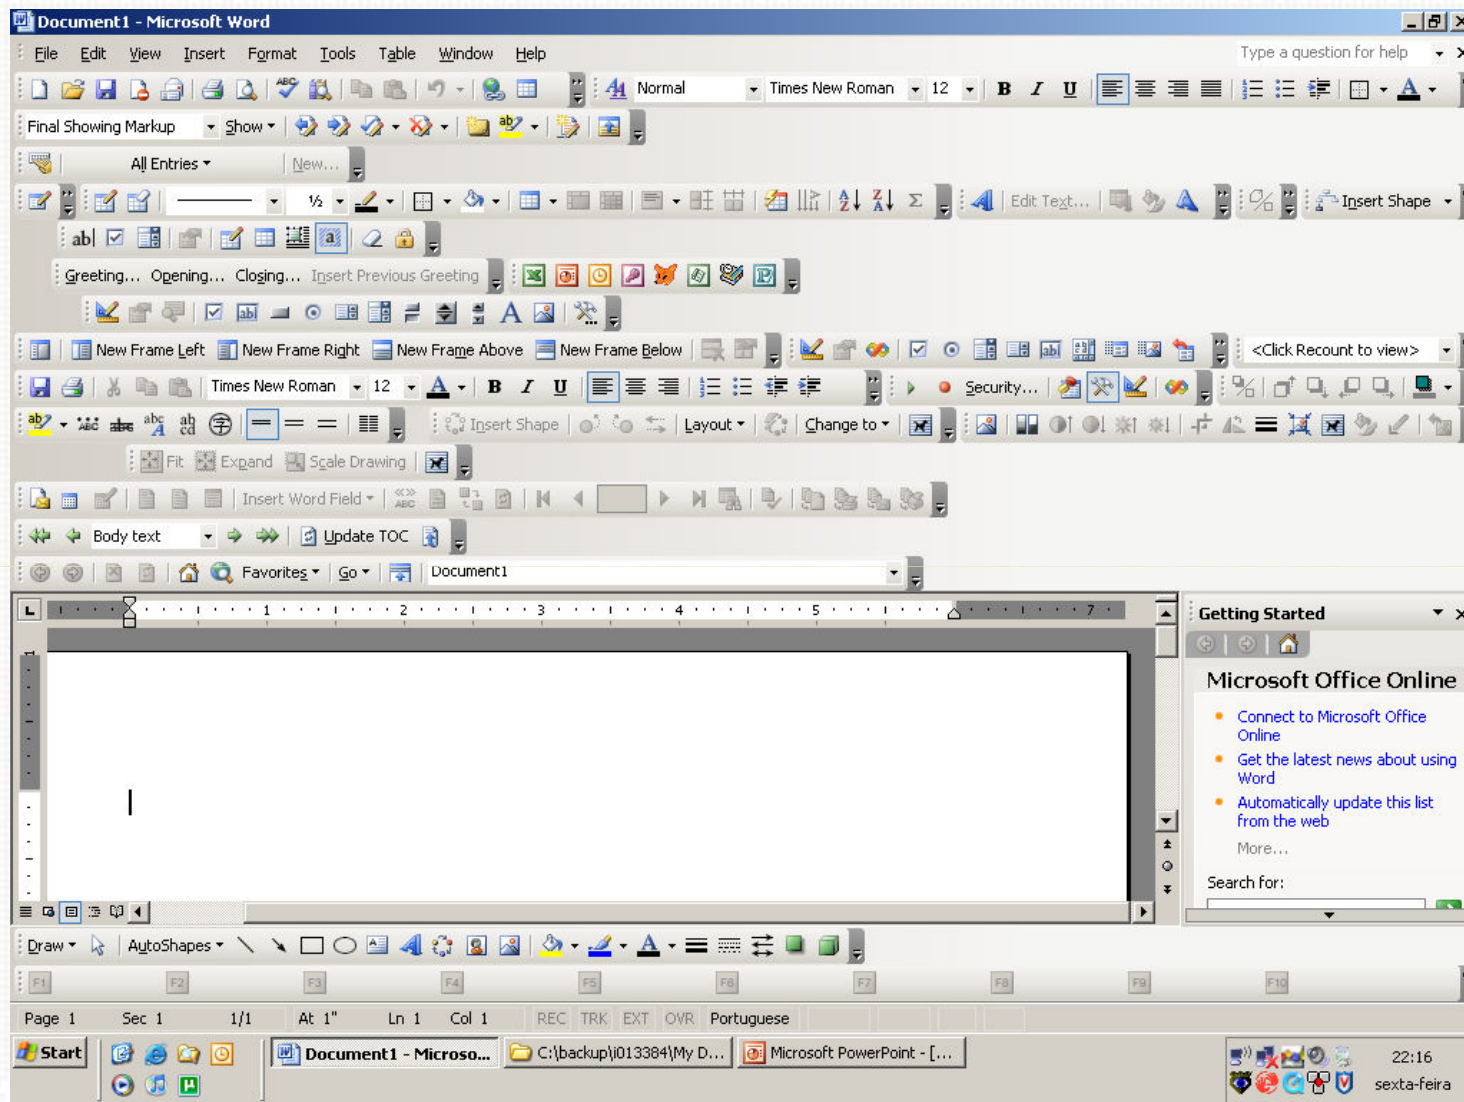 Document1 - Microsoft Word
File Edit View Insert Format Tools Table Window Help Type a question for help
Normal Times New Roman 12 B I U
Final Showing Markup Show
All Entries New...
½ Edit Text... Insert Shape
ab|
Greeting... Opening... Closing... Insert Previous Greeting
New Frame Left New Frame Right New Frame Above New Frame Below <Click Recount to view>
Times New Roman 12 A B I U Security...
Insert Shape Layout Change to
Fit Expand Scale Drawing
Insert Word Field
Body text Update TOC
Favorites Go Document1
1 2 3 4 5 7
Getting Started
Microsoft Office Online
Connect to Microsoft Office
Online
Get the latest news about using
Word
Automatically update this list
from the web
More...
Search for:
Draw AutoShapes
F1 F2 F3 F4 F5 F6 F7 F8 F9 F10
Page 1 Sec 1 1/1 At 1" Ln 1 Col 1 REC TRK EXT OVR Portuguese
Start Document1 - Microso... C:\backup\i013384\My D... Microsoft PowerPoint - [... 22:16
sexta-feira